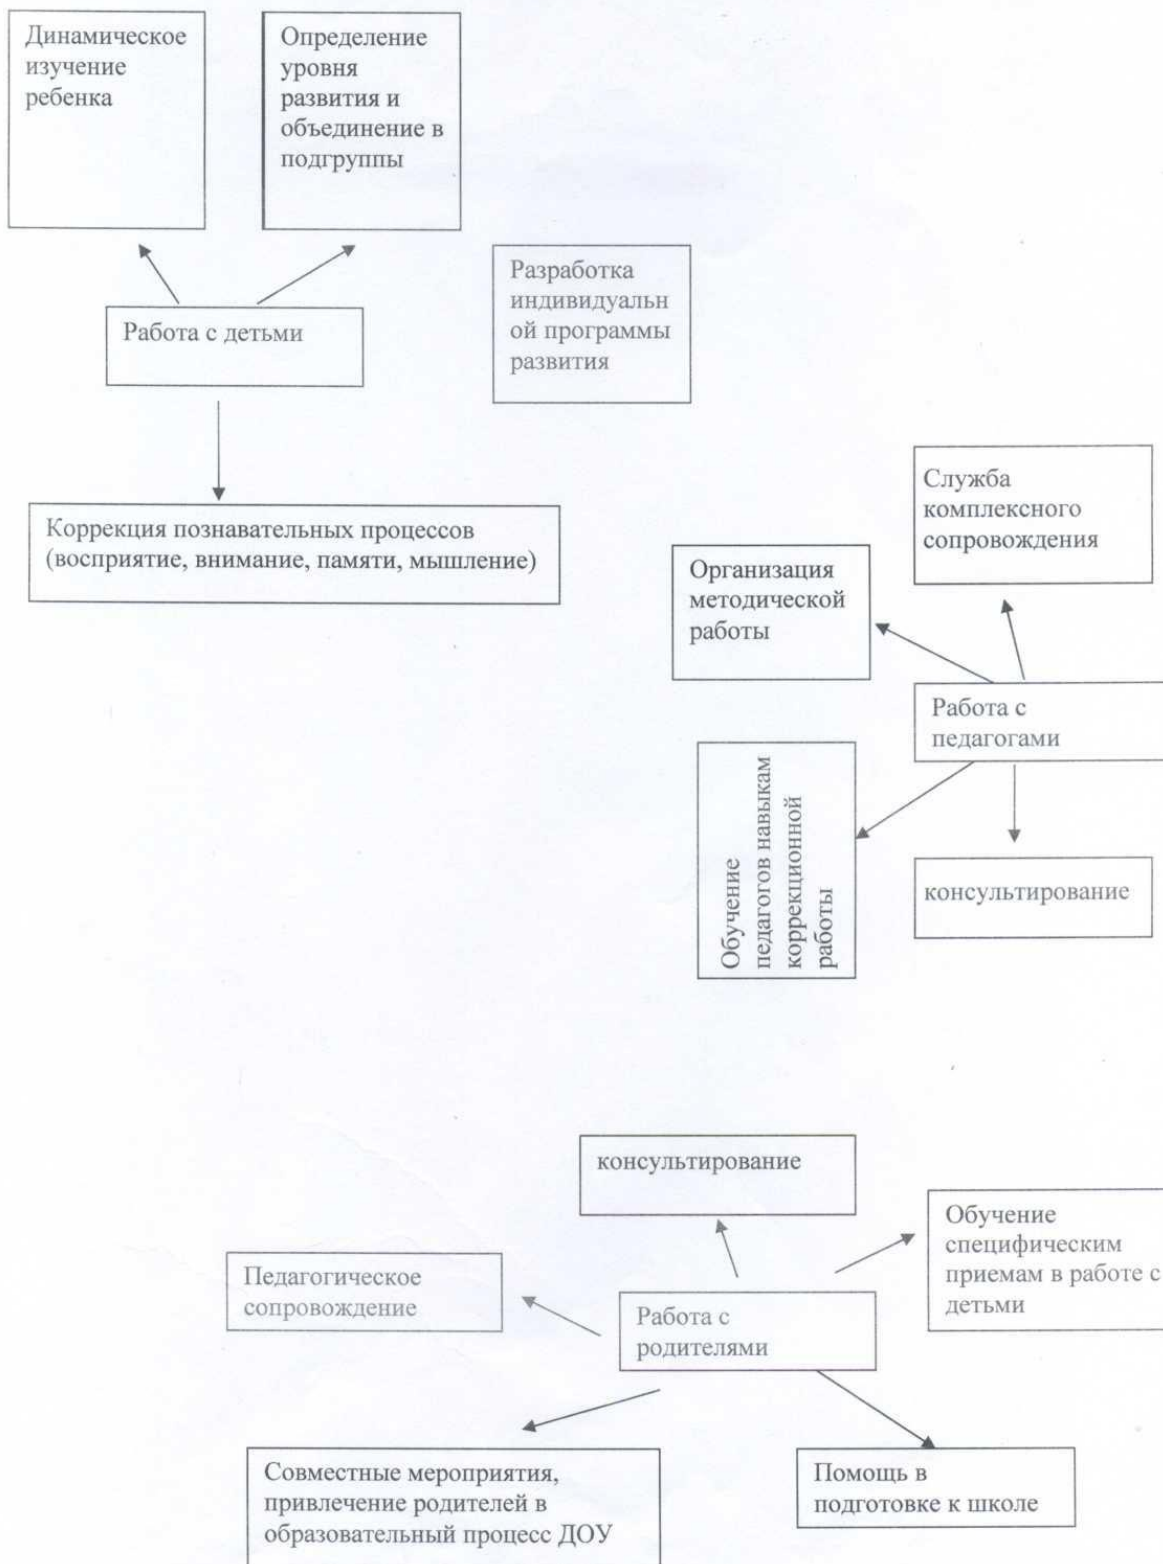 Динамическое
изучение
ребенка
Определение
уровня
развития и
объединение в
подгруппы
Разработка
индивидуальн
ой программы
развития
Работа с детьми
Коррекция познавательных процессов
(восприятие, внимание, памяти, мышление)
Служба
комплексного
сопровождения
Организация
методической
работы
Работа с
педагогами
Обучение
педагогов навыкам
коррекционной
работы
консультирование
консультирование
Обучение
специфическим
приемам в работе с
детьми
Педагогическое
сопровождение
Работа с
родителями
Совместные мероприятия,
привлечение родителей в
образовательный процесс ДОУ
Помощь в
подготовке к школе